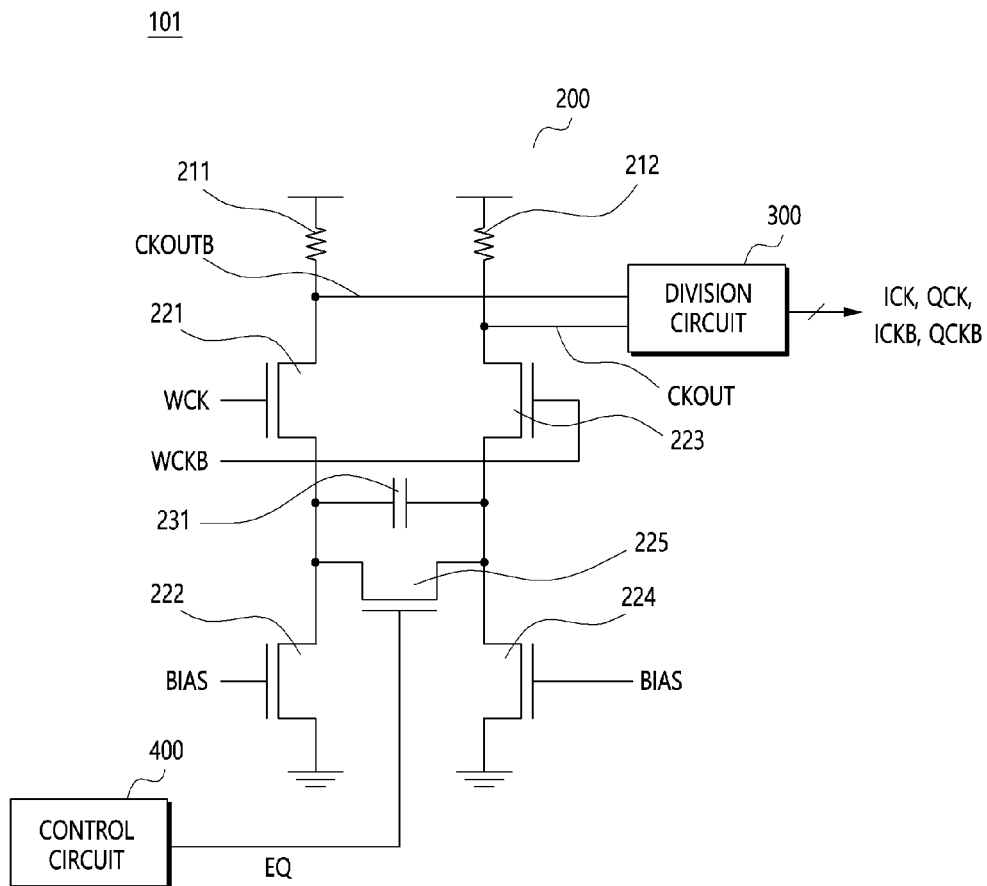 101
200
211
212
CKOUTB
300
DIVISION
CIRCUIT
ICK, QCK,
ICKB, QCKB
221
CKOUT
WCK
223
WCKB
231
225
222
224
BIAS
BIAS
400
CONTROL
CIRCUIT
EQ